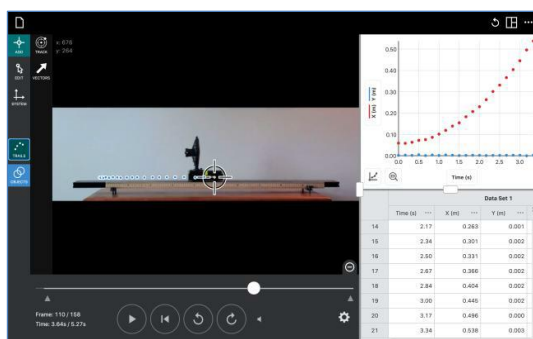 x: 676
y: 264
ADD
TRACK
EDIT
VECTORS
SYSTEM
TRAILS
OBJECTS
Frame: 110 / 158
Time: 3.64s / 5.27s
X (m) Y (m)
0.50
0.40
0.30
0.20
0.10
0.00
0.0 0.5 1.0 1.5 2.0 2.5 3.0
Time (s)
Data Set 1
Time (s) ... X (m) ... Y (m) ...
14 2.17 0.263 0.001
15 2.34 0.301 0.002
16 2.50 0.331 0.002
17 2.67 0.366 0.002
18 2.84 0.404 0.002
19 3.00 0.445 0.002
20 3.17 0.496 0.000
21 3.34 0.538 0.003